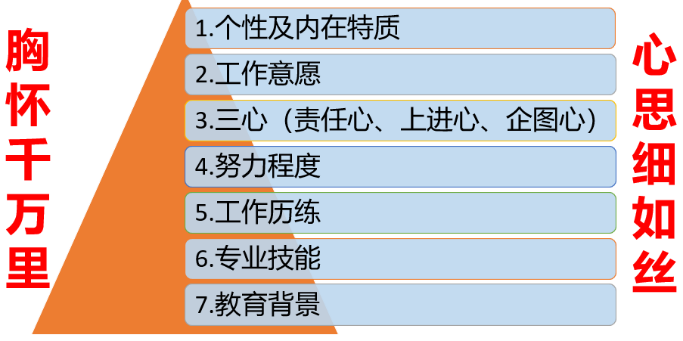 胸怀千万里
1.个性及内在特质
2.工作意愿
3.三心（责任心、上进心、企图心）
4.努力程度
5.工作历练
6.专业技能
7.教育背景
心思细如丝